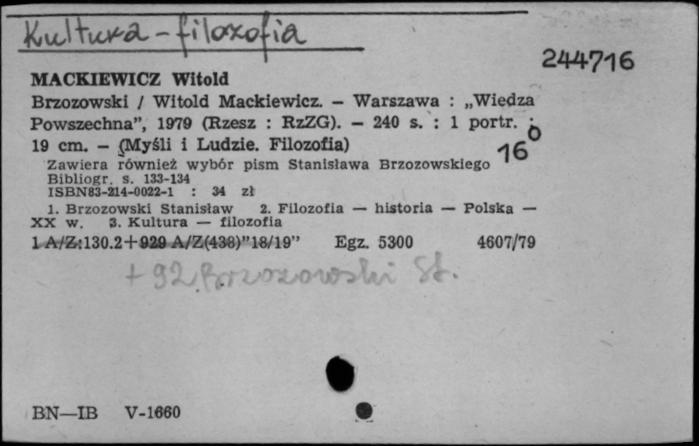 Kultura – filozofia
244716
MACKIEWICZ Witold
Brzozowski / Witold Mackiewicz. — Warszawa : „Wiedza
Powszechna”, 1979 (Rzesz : RzZG). — 240 s. : 1 portr. ;
19 cm. — (Myśli i Ludzie. Filozofia)
16⁰
Zawiera również wybór pism Stanisława Brzozowskiego
Bibliogr. s. 133-134
ISBN83-214-0022-1 : 34 zł
1. Brzozowski Stanisław 2. Filozofia — historia — Polska —
XX w. 3. Kultura — filozofia
1 A/Z:130.2+929 A/Z(438)”18/19” Egz. 5300 4607/79
+ 92 Brzozowski St.
BN—IB V-1660